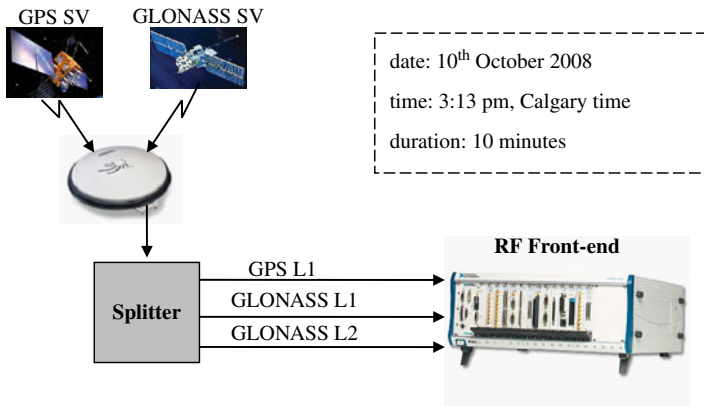 GPS SV
GLONASS SV
date: 10th October 2008
time: 3:13 pm, Calgary time
duration: 10 minutes
RF Front-end
Splitter
GPS L1
GLONASS L1
GLONASS L2